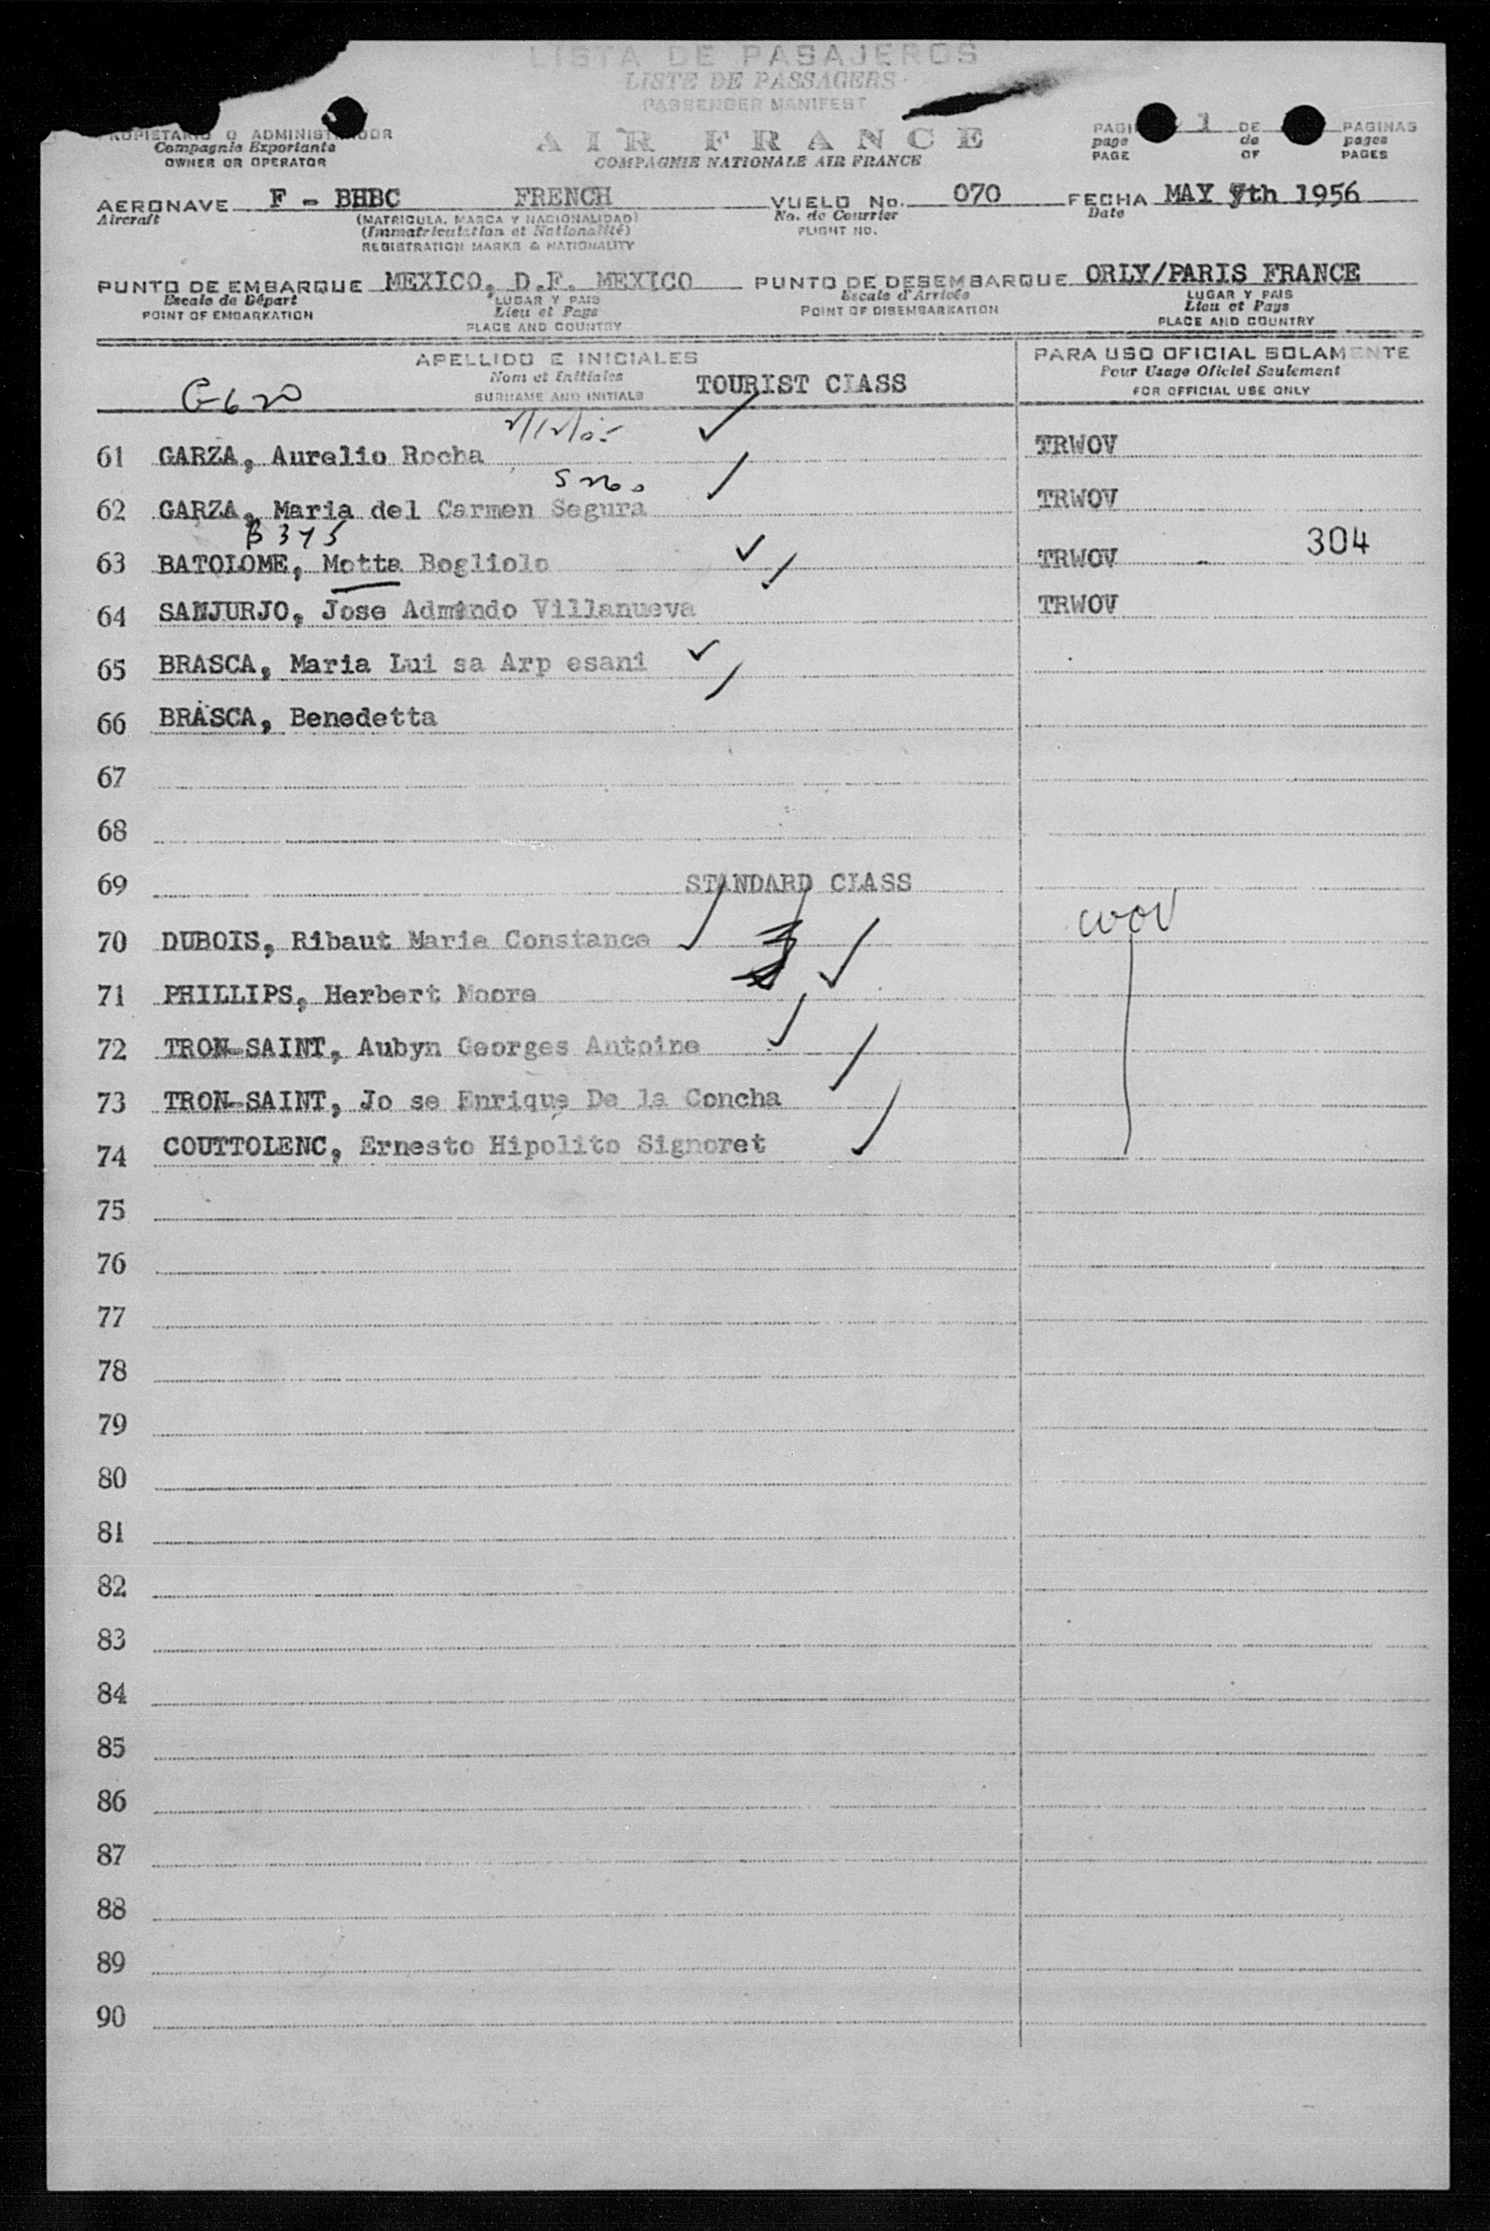 LISTA DE PASAJEROS
LISTE DE PASSAGERS
PASSENGER MANIFEST
AIR FRANCE
COMPAGNIE NATIONALE AIR FRANCE
O ADMINIST DOR
Compagnie Exportante
OWNER OR OPERATOR
PAGI 1 DE PAGINAS
page de pages
PAGE OF PAGES
AERONAVE F - BHBC FRENCH VUELO No. 070 FECHA MAY 7th 1956
Aircraft (MATRICULA, MARCA Y NACIONALIDAD) No. de Courrier Date
(Immatriculation et Nationalité) FLIGHT NO.
REGISTRATION MARKS & NATIONALITY
PUNTO DE EMBARQUE MEXICO, D.F. MEXICO PUNTO DE DESEMBARQUE ORLY/PARIS FRANCE
Escale de Départ LUGAR Y PAIS Escale d'Arrivée LUGAR Y PAIS
POINT OF EMBARKATION Lieu et Pays POINT OF DISEMBARKATION Lieu et Pays
PLACE AND COUNTRY PLACE AND COUNTRY
APELLIDO E INICIALES PARA USO OFICIAL SOLAMENTE
Nom et Initiales TOURIST CLASS Pour Usage Oficiel Seulement
SURNAME AND INITIALS FOR OFFICIAL USE ONLY
G-620
61 GARZA, Aurelio Rocha TRWOV
62 GARZA, Maria del Carmen Segura TRWOV
B 345
63 BATOLOME, Motta Bogliolo TRWOV 304
64 SANJURJO, Jose Admindo Villanueva TRWOV
65 BRASCA, Maria Lui sa Arp esani
66 BRASCA, Benedetta
67
68
69 STANDARD CLASS
70 DUBOIS, Ribaut Marie Constance WOV
71 PHILLIPS, Herbert Moore
72 TRON-SAINT, Aubyn Georges Antoine
73 TRON-SAINT, Jo se Enrique De la Concha
74 COUTTOLENC, Ernesto Hipolito Signoret
75
76
77
78
79
80
81
82
83
84
85
86
87
88
89
90